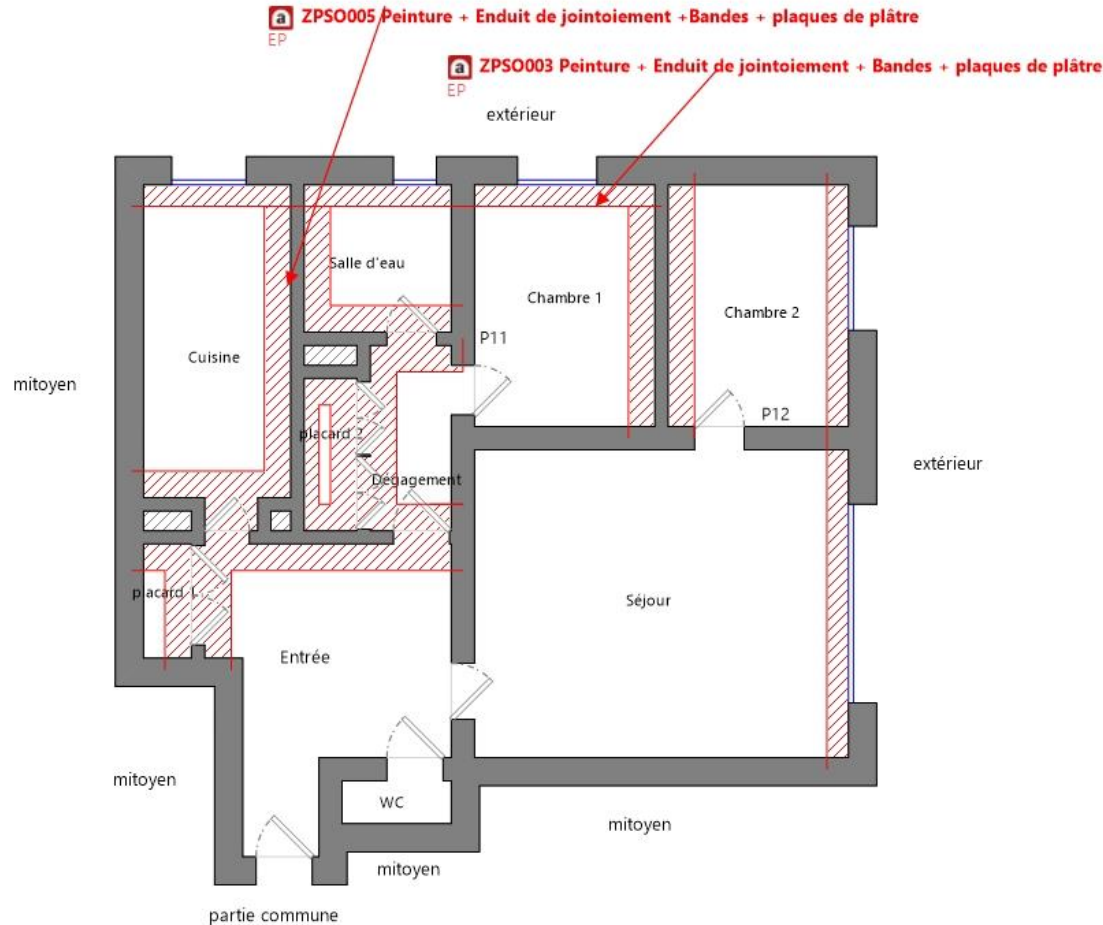 a ZPSO005 Peinture + Enduit de jointoiement +Bandes + plaques de plâtre
EP
a ZPSO003 Peinture + Enduit de jointoiement + Bandes + plaques de plâtre
EP
extérieur
Salle d'eau
Chambre 1
Chambre 2
P11
Cuisine
mitoyen
P12
placard 2
extérieur
Dégagement
placard 1
Séjour
Entrée
mitoyen
WC
mitoyen
mitoyen
partie commune